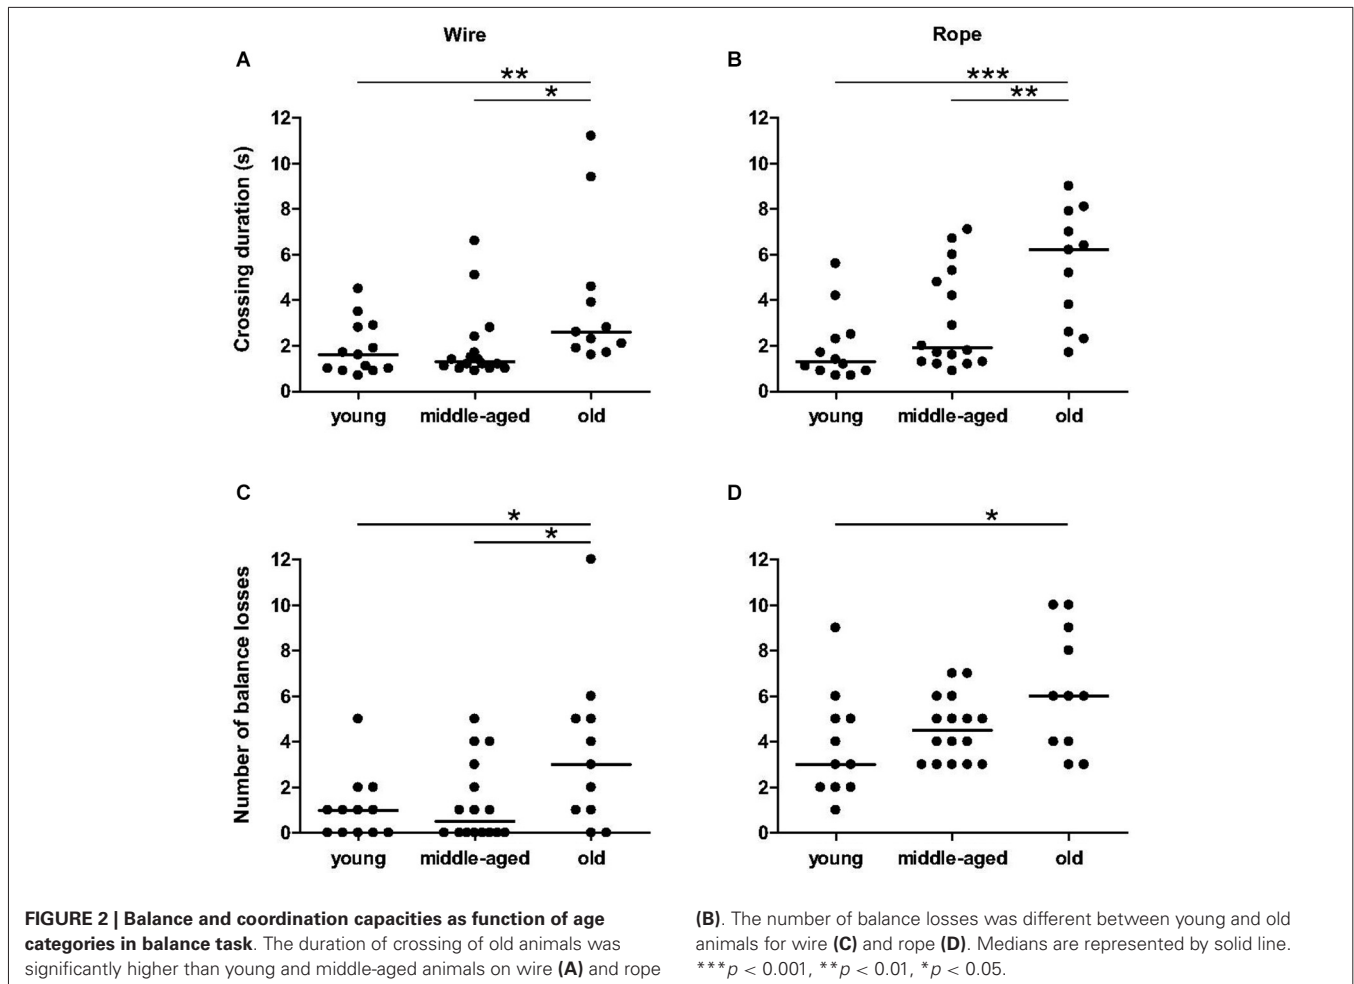 Wire
Rope
A
**
*
Crossing duration (s)
12
10
8
6
4
2
0
young
middle-aged
old
B
***
**
12
10
8
6
4
2
0
young
middle-aged
old
C
*
*
Number of balance losses
12
10
8
6
4
2
0
young
middle-aged
old
D
*
12
10
8
6
4
2
0
young
middle-aged
old
FIGURE 2 | Balance and coordination capacities as function of age
categories in balance task. The duration of crossing of old animals was
significantly higher than young and middle-aged animals on wire (A) and rope
(B). The number of balance losses was different between young and old
animals for wire (C) and rope (D). Medians are represented by solid line.
***p < 0.001, **p < 0.01, *p < 0.05.